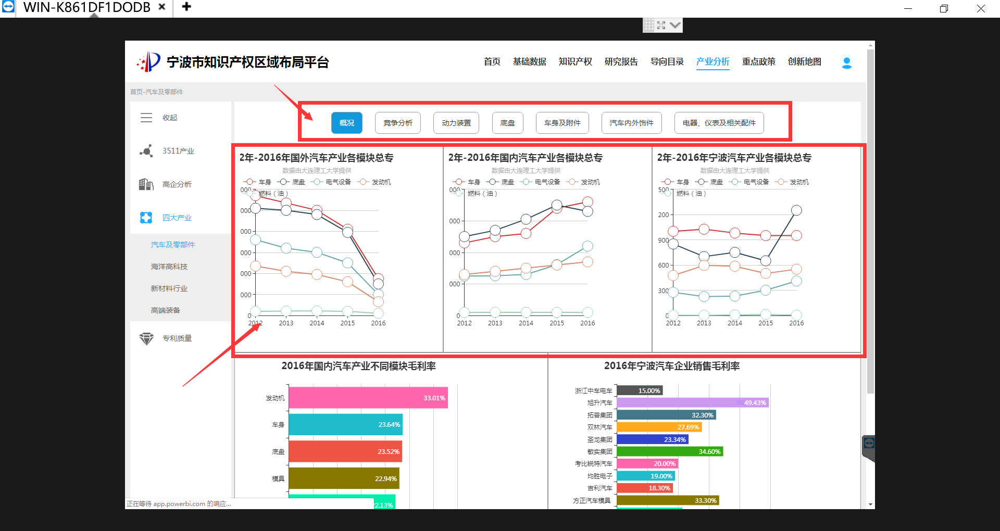 WIN-K861DF1DODB
宁波市知识产权区域布局平台
首页 基础数据 知识产权 研究报告 导向目录 产业分析 重点政策 创新地图
首页-汽车及零部件
收起
3511产业
高企分析
四大产业
汽车及零部件
海洋高科技
新材料行业
高端装备
专利质量
概况 竞争分析 动力装置 底盘 车身及附件 汽车内外饰件 电器、仪表及相关配件
2年-2016年国外汽车产业各模块总专
数据由大连理工大学提供
车身 底盘 电气设备 发动机
燃料（油）
000
000
000
000
000
000
0
2012 2013 2014 2015 2016
2年-2016年国内汽车产业各模块总专
数据由大连理工大学提供
车身 底盘 电气设备 发动机
燃料（油）
000
000
000
000
0
2012 2013 2014 2015 2016
2年-2016年宁波汽车产业各模块总专
数据由大连理工大学提供
车身 底盘 电气设备 发动机
燃料（油）
500
200
900
600
300
0
2012 2013 2014 2015 2016
2016年国内汽车产业不同模块毛利率
发动机 33.01%
车身 23.64%
底盘 23.52%
模具 22.94%
22.13%
2016年宁波汽车企业销售毛利率
浙江中车电车 15.00%
旭升汽车 49.43%
拓普集团 32.30%
双林汽车 27.69%
圣龙集团 23.34%
敏实集团 34.60%
考比锐特汽车 20.00%
均胜电子 19.00%
吉利汽车 18.30%
方正汽车模具 33.30%
正在等待 app.powerbi.com 的响应...